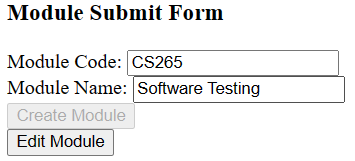 Module Submit Form
Module Code: CS265
Module Name: Software Testing
Create Module
Edit Module